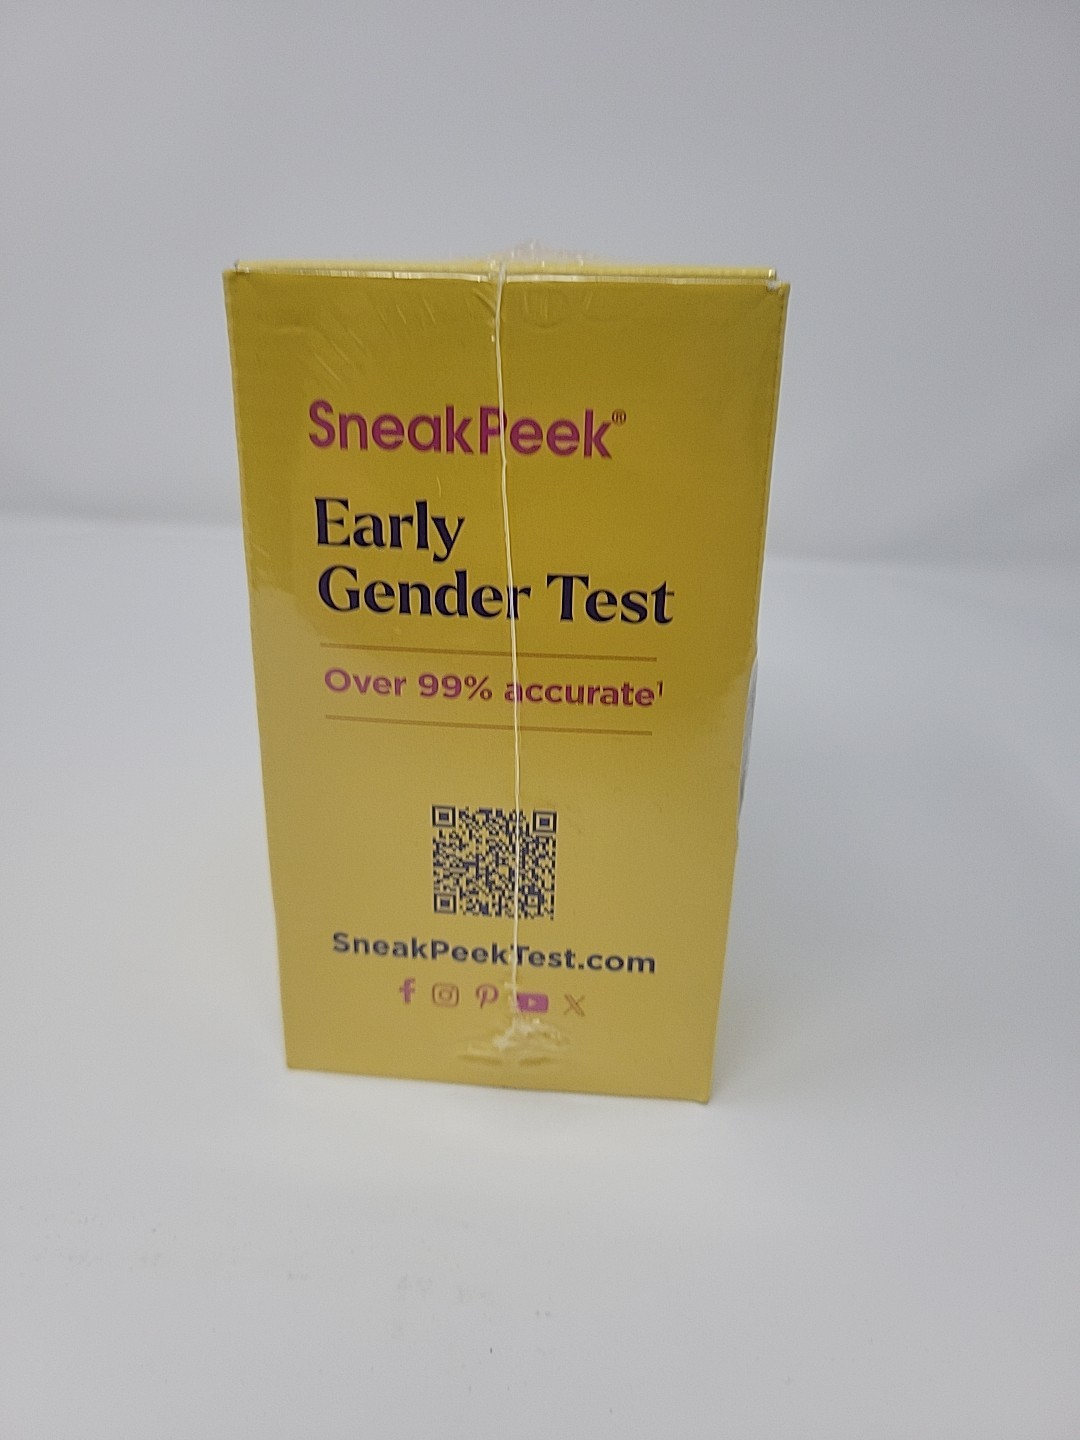 SneakPeek®
Early
Gender Test
Over 99% accurate¹
SneakPeekTest.com